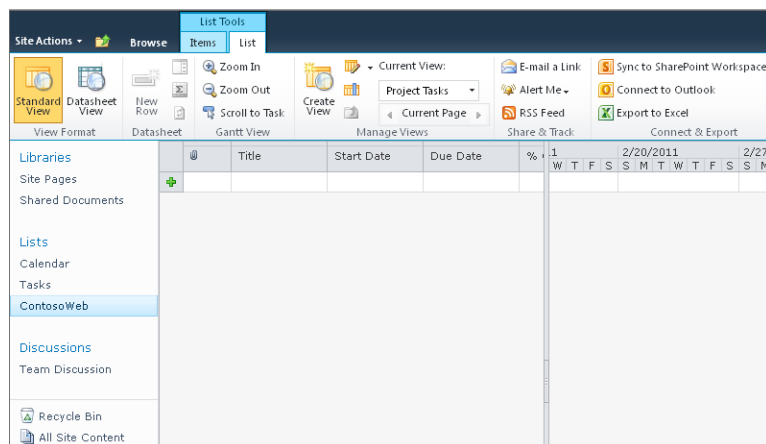 List Tools
Site Actions Browse Items List
Standard View
Datasheet View
View Format
New Row
Datasheet
Zoom In
Zoom Out
Scroll to Task
Gantt View
Create View
Current View:
Project Tasks
Current Page
Manage Views
E-mail a Link
Alert Me
RSS Feed
Share & Track
Sync to SharePoint Workspace
Connect to Outlook
Export to Excel
Connect & Export
Libraries
Site Pages
Shared Documents
Lists
Calendar
Tasks
ContosoWeb
Discussions
Team Discussion
Recycle Bin
All Site Content
Title Start Date Due Date %
.1 2/20/2011 2/27
W T F S S M T W T F S S M